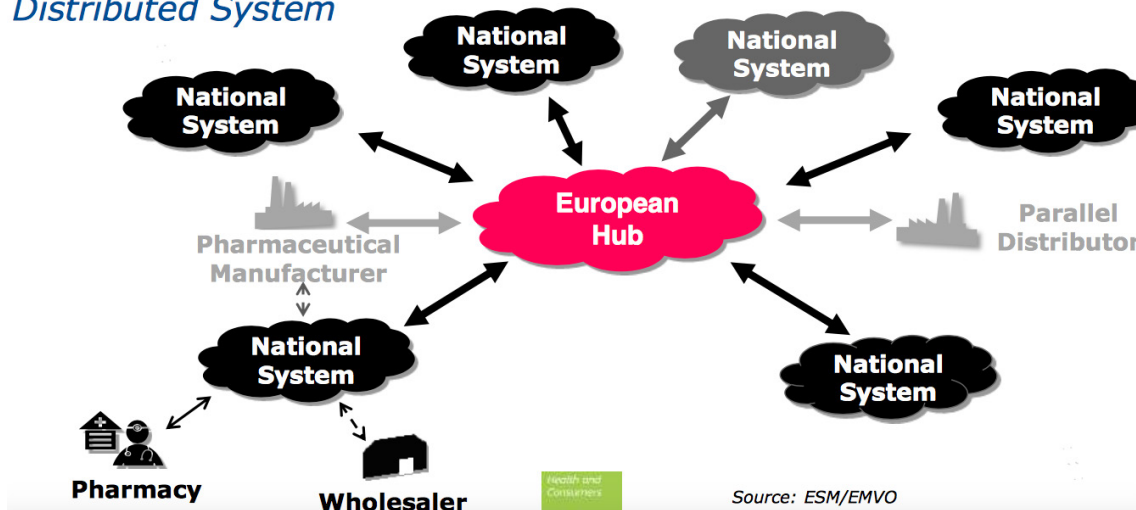 Distributed System
National
System
National
System
National
System
National
System
European
Hub
Pharmaceutical
Manufacturer
Parallel
Distributor
National
System
National
System
Pharmacy
Wholesaler
Health and
Consumers
Source: ESM/EMVO